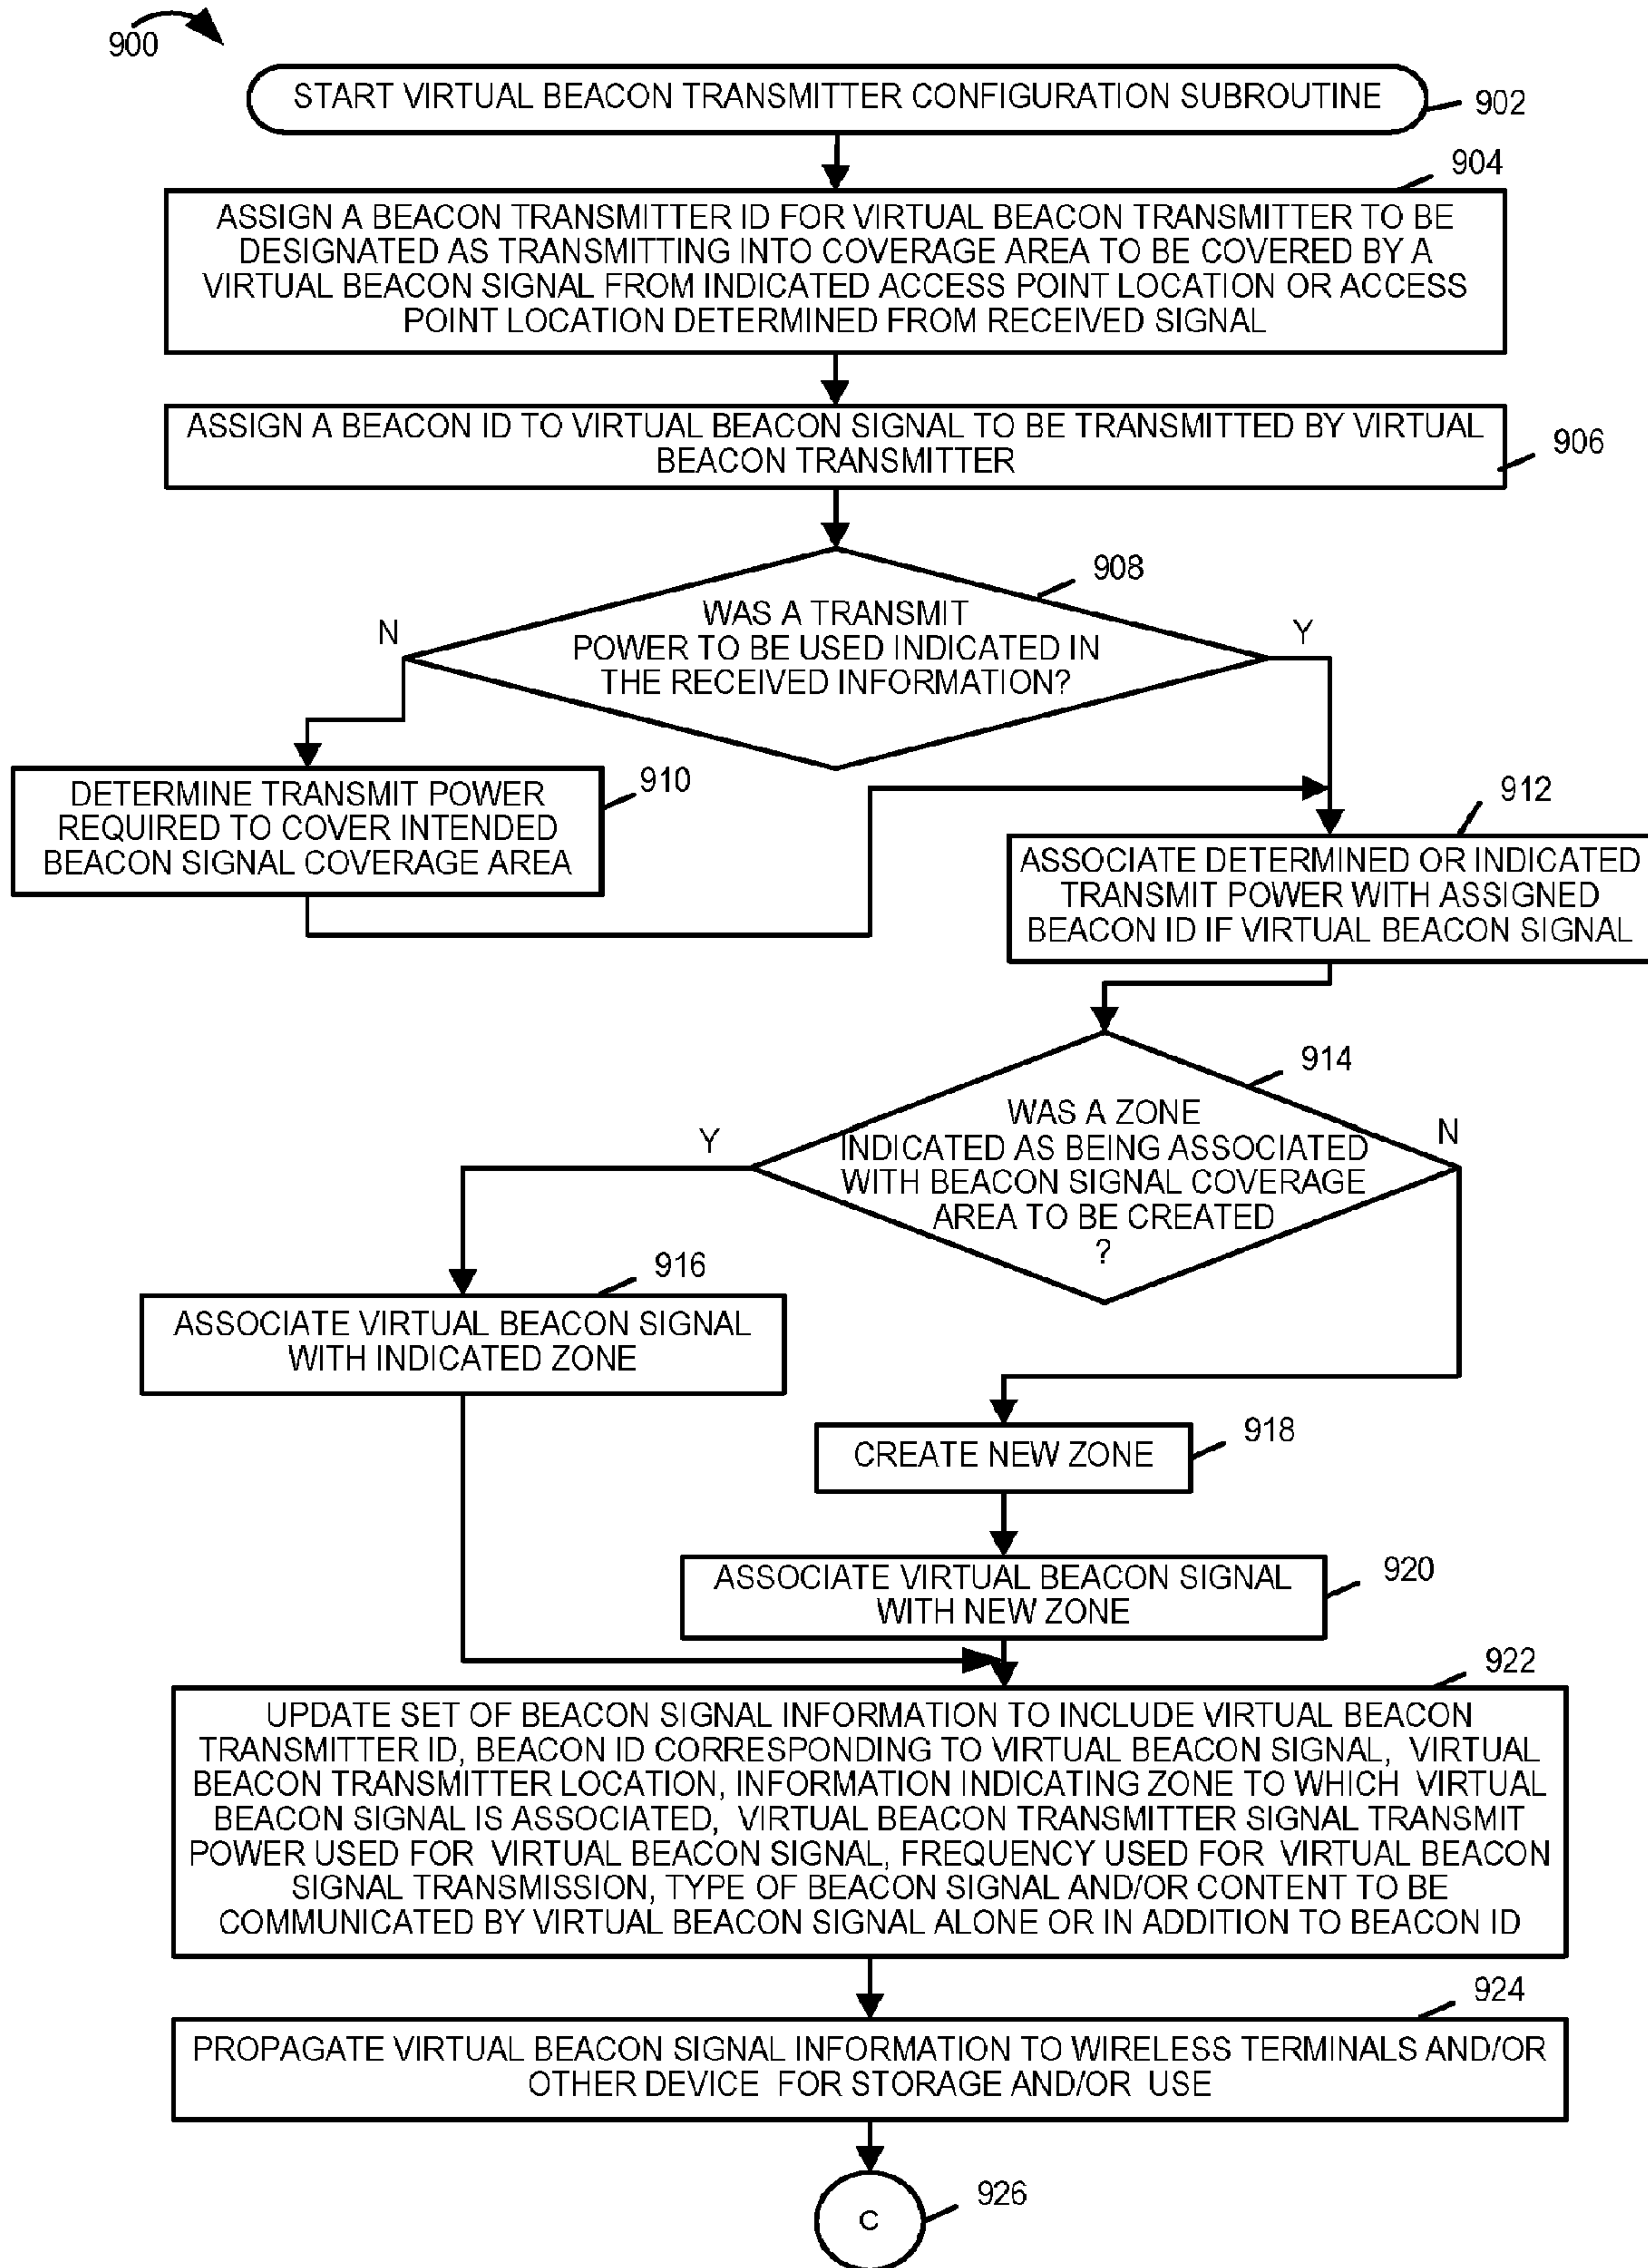 900
START VIRTUAL BEACON TRANSMITTER CONFIGURATION SUBROUTINE
902
904
ASSIGN A BEACON TRANSMITTER ID FOR VIRTUAL BEACON TRANSMITTER TO BE
DESIGNATED AS TRANSMITTING INTO COVERAGE AREA TO BE COVERED BY A
VIRTUAL BEACON SIGNAL FROM INDICATED ACCESS POINT LOCATION OR ACCESS
POINT LOCATION DETERMINED FROM RECEIVED SIGNAL
ASSIGN A BEACON ID TO VIRTUAL BEACON SIGNAL TO BE TRANSMITTED BY VIRTUAL
BEACON TRANSMITTER
906
908
WAS A TRANSMIT
POWER TO BE USED INDICATED IN
THE RECEIVED INFORMATION?
N
Y
910
DETERMINE TRANSMIT POWER
REQUIRED TO COVER INTENDED
BEACON SIGNAL COVERAGE AREA
912
ASSOCIATE DETERMINED OR INDICATED
TRANSMIT POWER WITH ASSIGNED
BEACON ID IF VIRTUAL BEACON SIGNAL
914
WAS A ZONE
INDICATED AS BEING ASSOCIATED
WITH BEACON SIGNAL COVERAGE
AREA TO BE CREATED
?
Y
N
916
ASSOCIATE VIRTUAL BEACON SIGNAL
WITH INDICATED ZONE
918
CREATE NEW ZONE
920
ASSOCIATE VIRTUAL BEACON SIGNAL
WITH NEW ZONE
922
UPDATE SET OF BEACON SIGNAL INFORMATION TO INCLUDE VIRTUAL BEACON
TRANSMITTER ID, BEACON ID CORRESPONDING TO VIRTUAL BEACON SIGNAL, VIRTUAL
BEACON TRANSMITTER LOCATION, INFORMATION INDICATING ZONE TO WHICH VIRTUAL
BEACON SIGNAL IS ASSOCIATED, VIRTUAL BEACON TRANSMITTER SIGNAL TRANSMIT
POWER USED FOR VIRTUAL BEACON SIGNAL, FREQUENCY USED FOR VIRTUAL BEACON
SIGNAL TRANSMISSION, TYPE OF BEACON SIGNAL AND/OR CONTENT TO BE
COMMUNICATED BY VIRTUAL BEACON SIGNAL ALONE OR IN ADDITION TO BEACON ID
924
PROPAGATE VIRTUAL BEACON SIGNAL INFORMATION TO WIRELESS TERMINALS AND/OR
OTHER DEVICE FOR STORAGE AND/OR USE
C
926